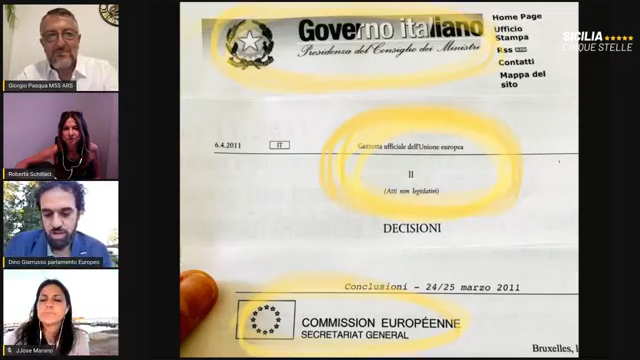 Giorgio Pasqua M5S ARS
Roberta Schillaci
Dino Giarrusso parlamento Europeo
JJose Marano
Governo italiano
Presidenza del Consiglio dei Ministri
Home Page
Ufficio
Stampa
Rss
Contatti
Mappa del
sito
SICILIA
CINQUE STELLE
6.4.2011
IT
Gazzetta ufficiale dell'Unione europea
II
(Atti non legislativi)
DECISIONI
Conclusioni - 24/25 marzo 2011
COMMISSION EUROPÉENNE
SECRETARIAT GENERAL
Bruxelles,